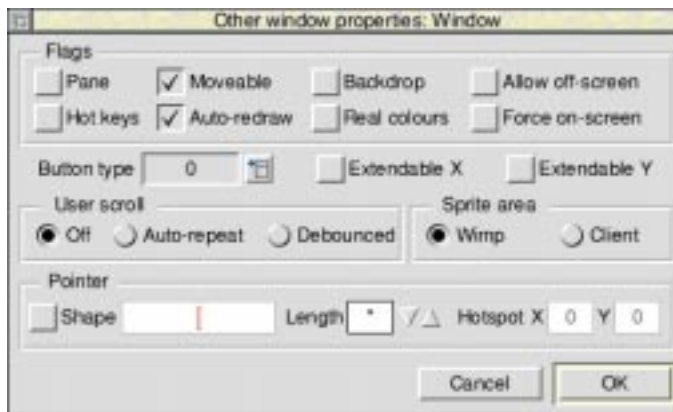 Other window properties: Window
Flags
Pane Moveable Backdrop Allow off-screen
Hot keys Auto-redraw Real colours Force on-screen
Button type 0 Extendable X Extendable Y
User scroll Sprite area
Off Auto-repeat Debounced Wimp Client
Pointer
Shape Length * Hotspot X 0 Y 0
Cancel OK